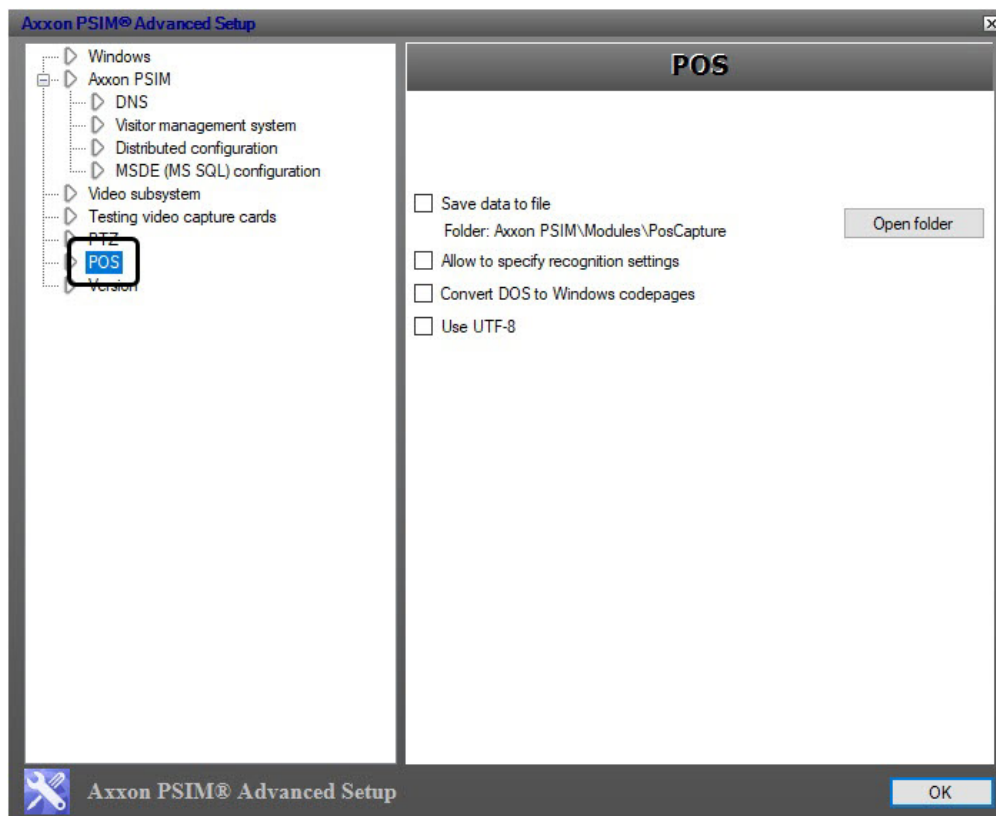 Axxon PSIM® Advanced Setup
Windows
Axxon PSIM
DNS
Visitor management system
Distributed configuration
MSDE (MS SQL) configuration
Video subsystem
Testing video capture cards
PTZ
POS
Version
POS
Save data to file
Folder: Axxon PSIM\Modules\PosCapture
Open folder
Allow to specify recognition settings
Convert DOS to Windows codepages
Use UTF-8
Axxon PSIM® Advanced Setup
OK